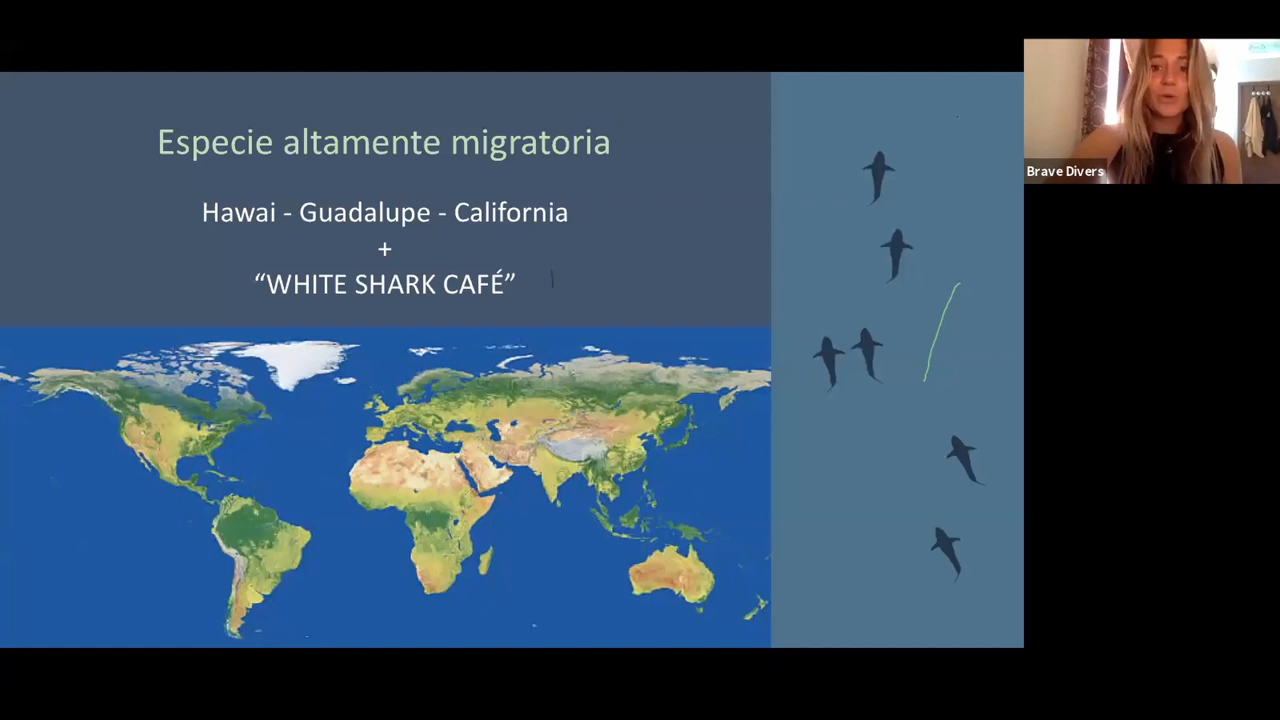 Especie altamente migratoria
Hawai - Guadalupe - California
+
“WHITE SHARK CAFÉ”
Brave Divers